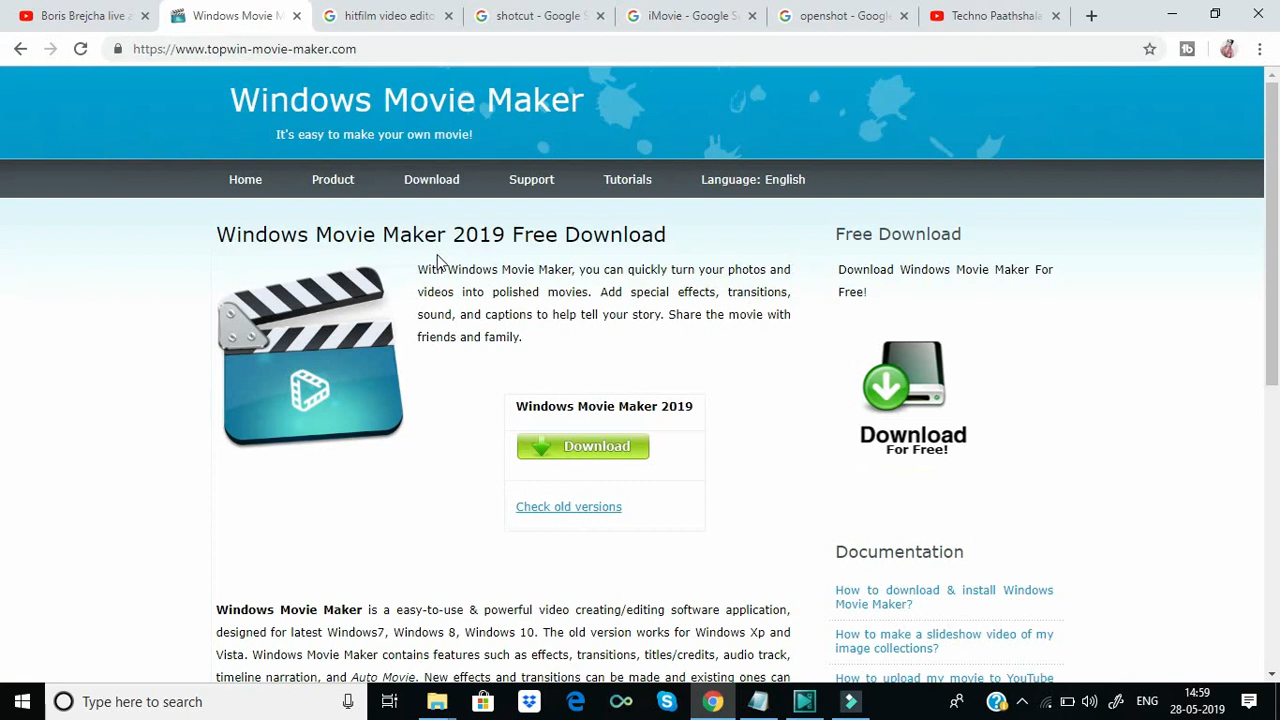 Boris Brejcha live a
Windows Movie M
hitfilm video edito
shotcut - Google S
iMovie - Google Se
openshot - Googl
Techno Paathshala
https://www.topwin-movie-maker.com
Windows Movie Maker
It's easy to make your own movie!
Home Product Download Support Tutorials Language: English
Windows Movie Maker 2019 Free Download
With Windows Movie Maker, you can quickly turn your photos and
videos into polished movies. Add special effects, transitions,
sound, and captions to help tell your story. Share the movie with
friends and family.
Windows Movie Maker 2019
Download
Check old versions
Windows Movie Maker is a easy-to-use & powerful video creating/editing software application,
designed for latest Windows7, Windows 8, Windows 10. The old version works for Windows Xp and
Vista. Windows Movie Maker contains features such as effects, transitions, titles/credits, audio track,
timeline narration, and Auto Movie. New effects and transitions can be made and existing ones can
Free Download
Download Windows Movie Maker For
Free!
Download
For Free!
Documentation
How to download & install Windows
Movie Maker?
How to make a slideshow video of my
image collections?
How to upload my movie to YouTube
Type here to search
ENG
14:59
28-05-2019